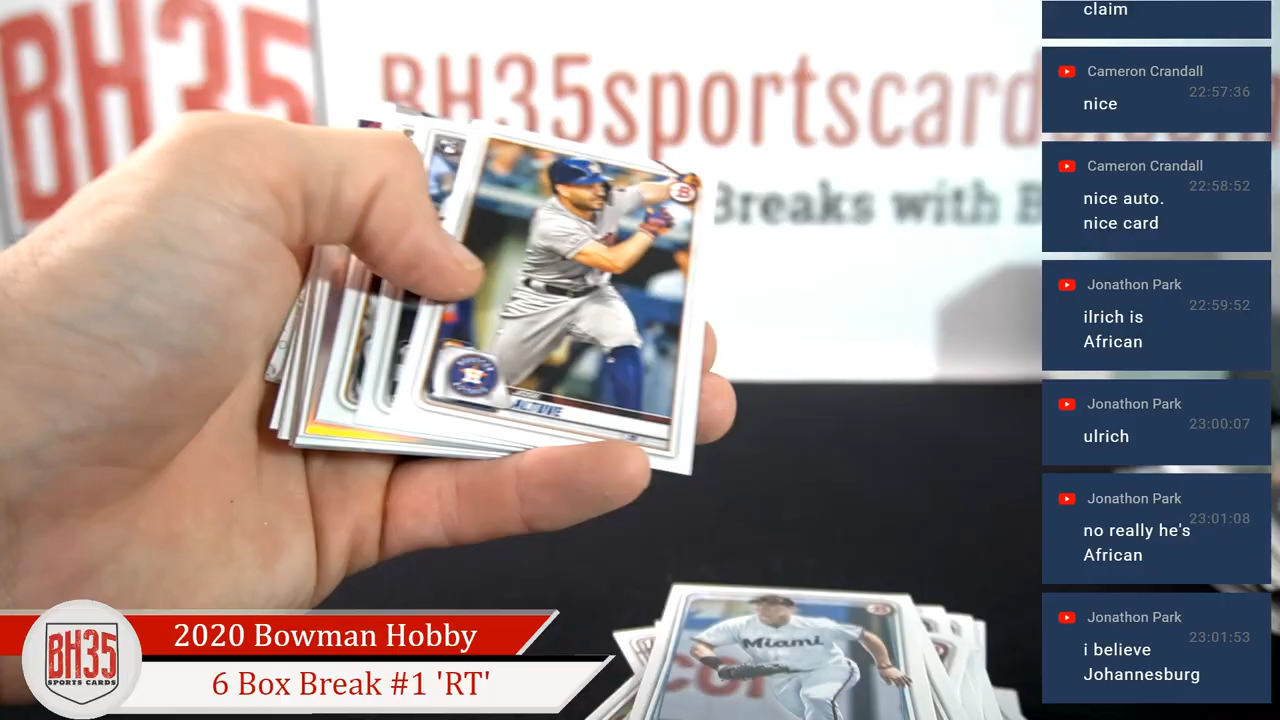 BH35
BH35sportscard
Breaks with B
ALTUVE
Miami
claim
Cameron Crandall
22:57:36
nice
Cameron Crandall
22:58:52
nice auto.
nice card
Jonathon Park
22:59:52
ilrich is
African
Jonathon Park
23:00:07
ulrich
Jonathon Park
23:01:08
no really he's
African
Jonathon Park
23:01:53
i believe
Johannesburg
BH35
SPORTS CARDS
2020 Bowman Hobby
6 Box Break #1 'RT'